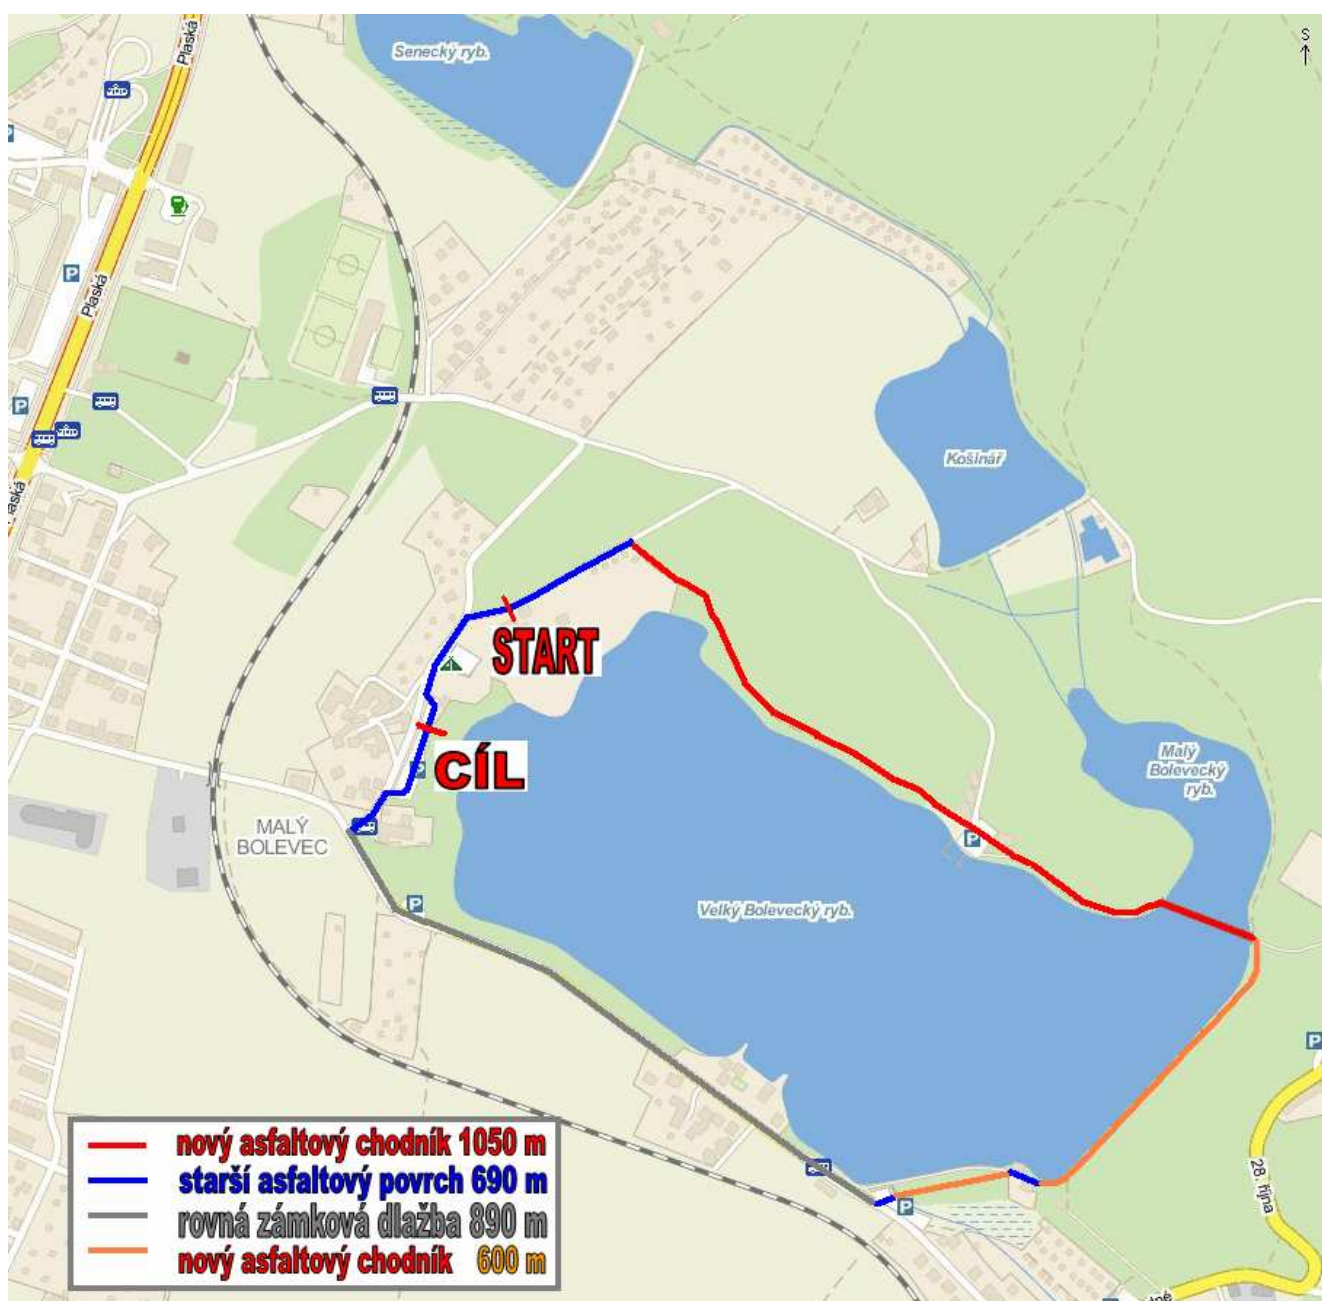 Plaská
Senecký ryb.
S
P
P
Plaská
P
Košinář
START
Malý
Bolevecký
ryb.
CÍL
P
MALÝ
BOLEVEC
P
P
Velký Bolevecký ryb.
P
nový asfaltový chodník 1050 m
starší asfaltový povrch 690 m
rovná zámková dlažba 890 m
nový asfaltový chodník 600 m
P
28. října